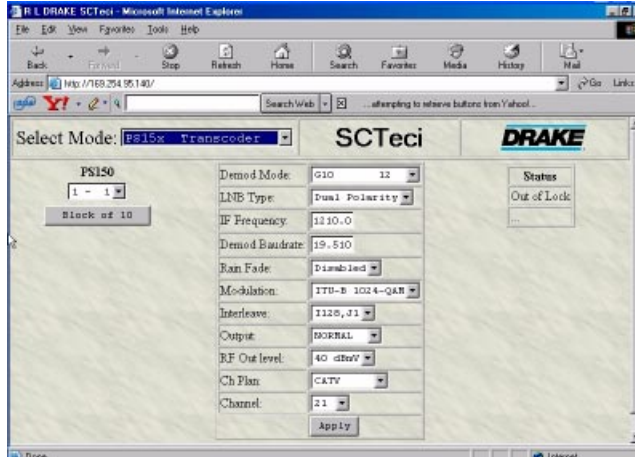 R L DRAKE SCTeci - Microsoft Internet Explorer
File Edit View Favorites Tools Help
Back Forward Stop Refresh Home Search Favorites Media History Mail
Address http://169.254.95.140/ Go Links
Y! Search Web ...attempting to retrieve buttons from Yahoo!...
Select Mode: PS15x Transcoder SCTeci DRAKE
PS150
1 - 1
Block of 10
Demod Mode: G10 12
LNB Type: Dual Polarity
IF Frequency: 1210.0
Demod Baudrate: 19.510
Rain Fade: Disabled
Modulation: ITU-B 1024-QAM
Interleave: I128,J1
Output: NORMAL
RF Out level: 40 dBmV
Ch Plan: CATV
Channel: 21
Apply
Status
Out of Lock
...
Done Internet